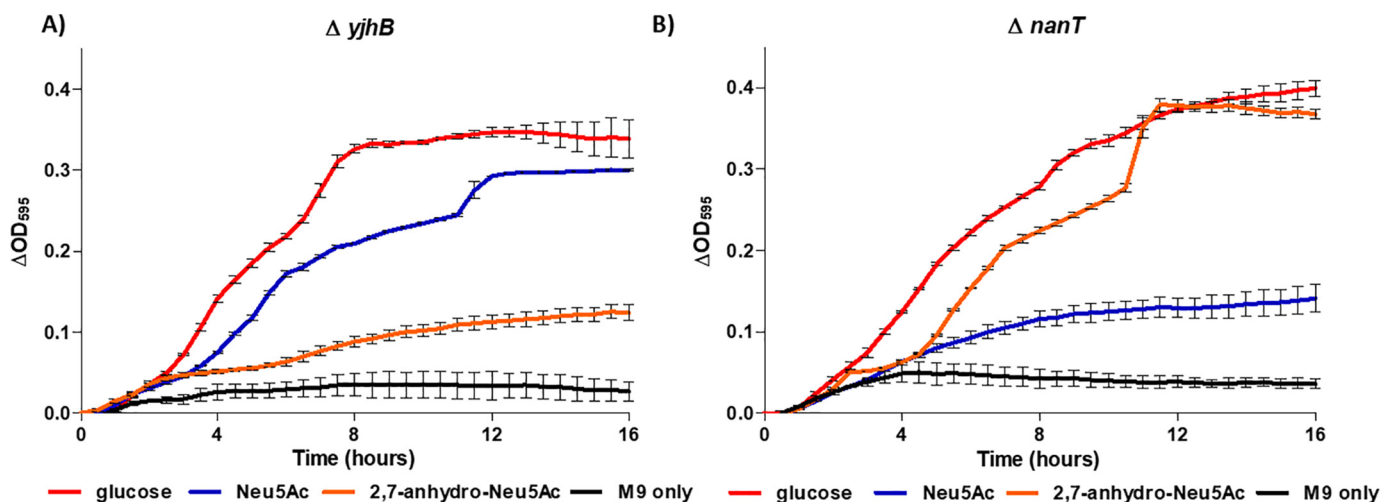 A) Δ yjhB
ΔOD595
0.4
0.3
0.2
0.1
0.0
0 4 8 12 16
Time (hours)
glucose Neu5Ac 2,7-anhydro-Neu5Ac M9 only
B) Δ nanT
ΔOD595
0.4
0.3
0.2
0.1
0.0
0 4 8 12 16
Time (hours)
glucose Neu5Ac 2,7-anhydro-Neu5Ac M9 only